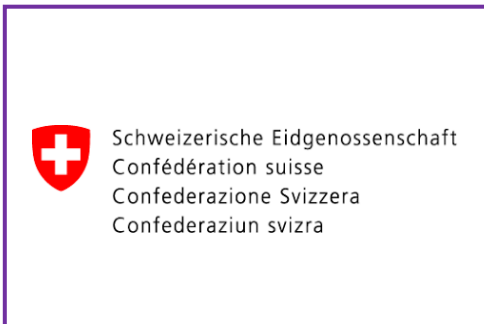 Schweizerische Eidgenossenschaft
Confédération suisse
Confederazione Svizzera
Confederaziun svizra